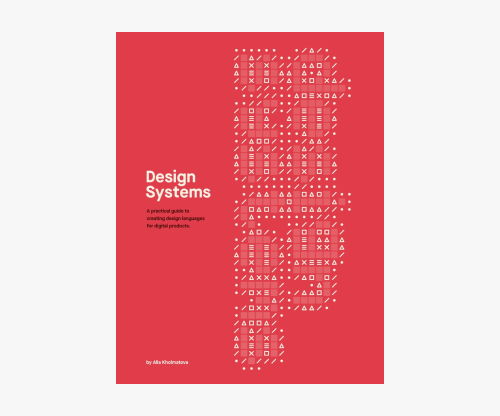 Design
Systems
A practical guide to
creating design languages
for digital products.
by Alla Kholmatova